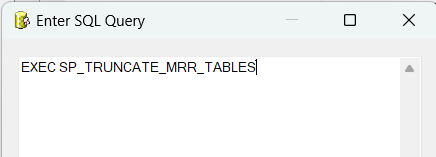 Enter SQL Query
EXEC SP_TRUNCATE_MRR_TABLES